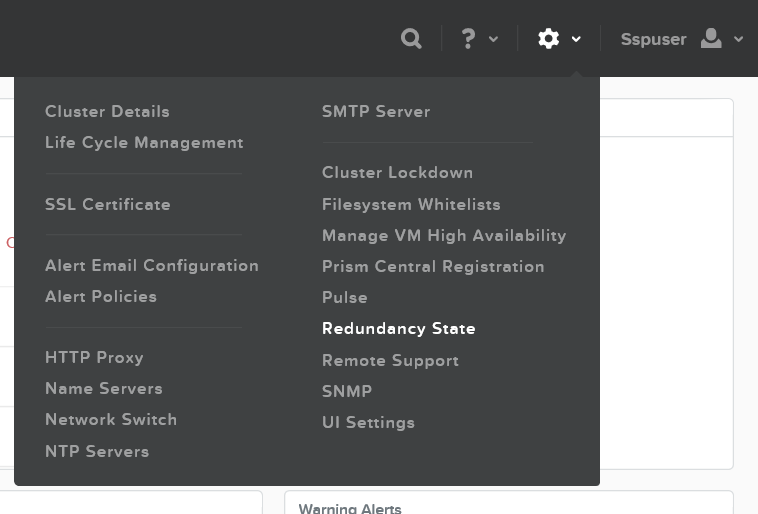 ?
Sspuser
Cluster Details
Life Cycle Management
SSL Certificate
Alert Email Configuration
Alert Policies
HTTP Proxy
Name Servers
Network Switch
NTP Servers
SMTP Server
Cluster Lockdown
Filesystem Whitelists
Manage VM High Availability
Prism Central Registration
Pulse
Redundancy State
Remote Support
SNMP
UI Settings
Warning Alerts